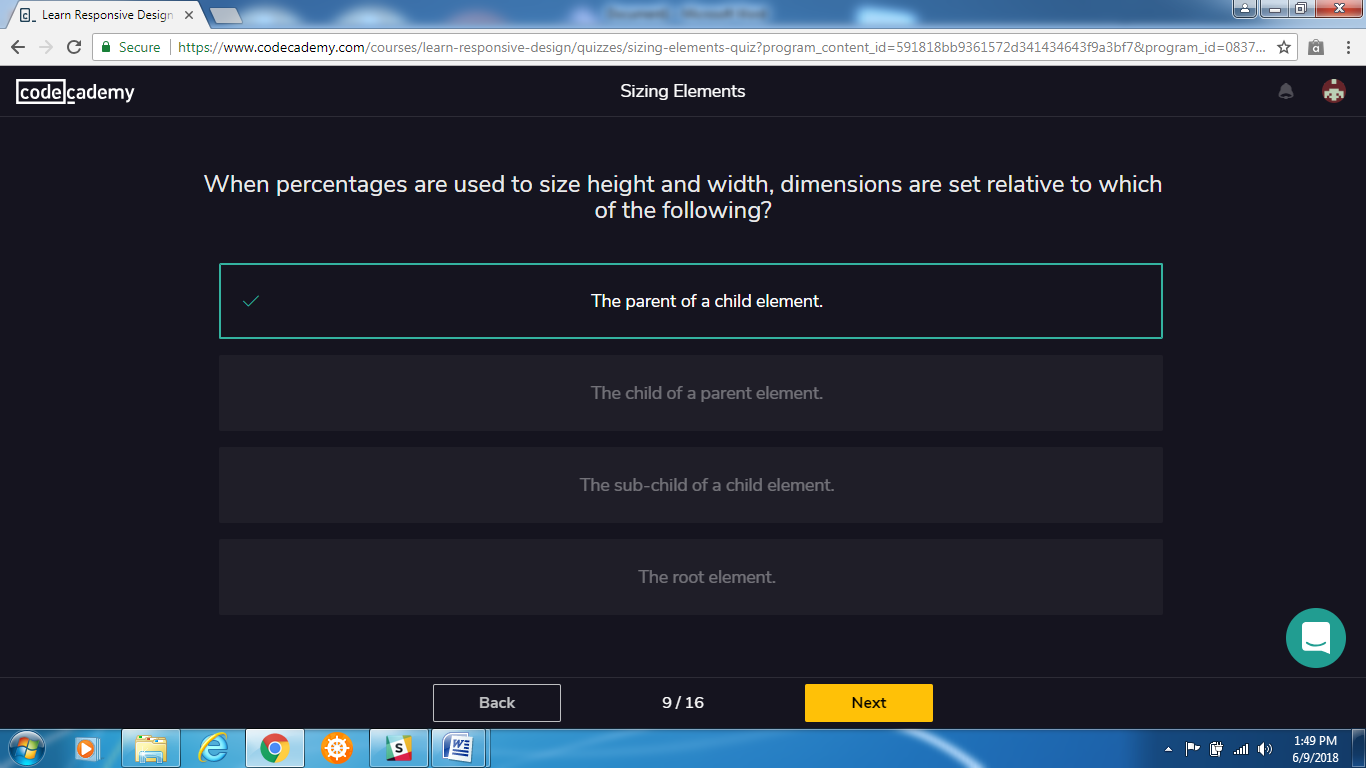 Learn Responsive Design
Secure
https://www.codecademy.com/courses/learn-responsive-design/quizzes/sizing-elements-quiz?program_content_id=591818bb9361572d341434643f9a3bf7&program_id=0837...
codecademy
Sizing Elements
When percentages are used to size height and width, dimensions are set relative to which
of the following?
The parent of a child element.
The child of a parent element.
The sub-child of a child element.
The root element.
Back
9 / 16
Next
1:49 PM
6/9/2018